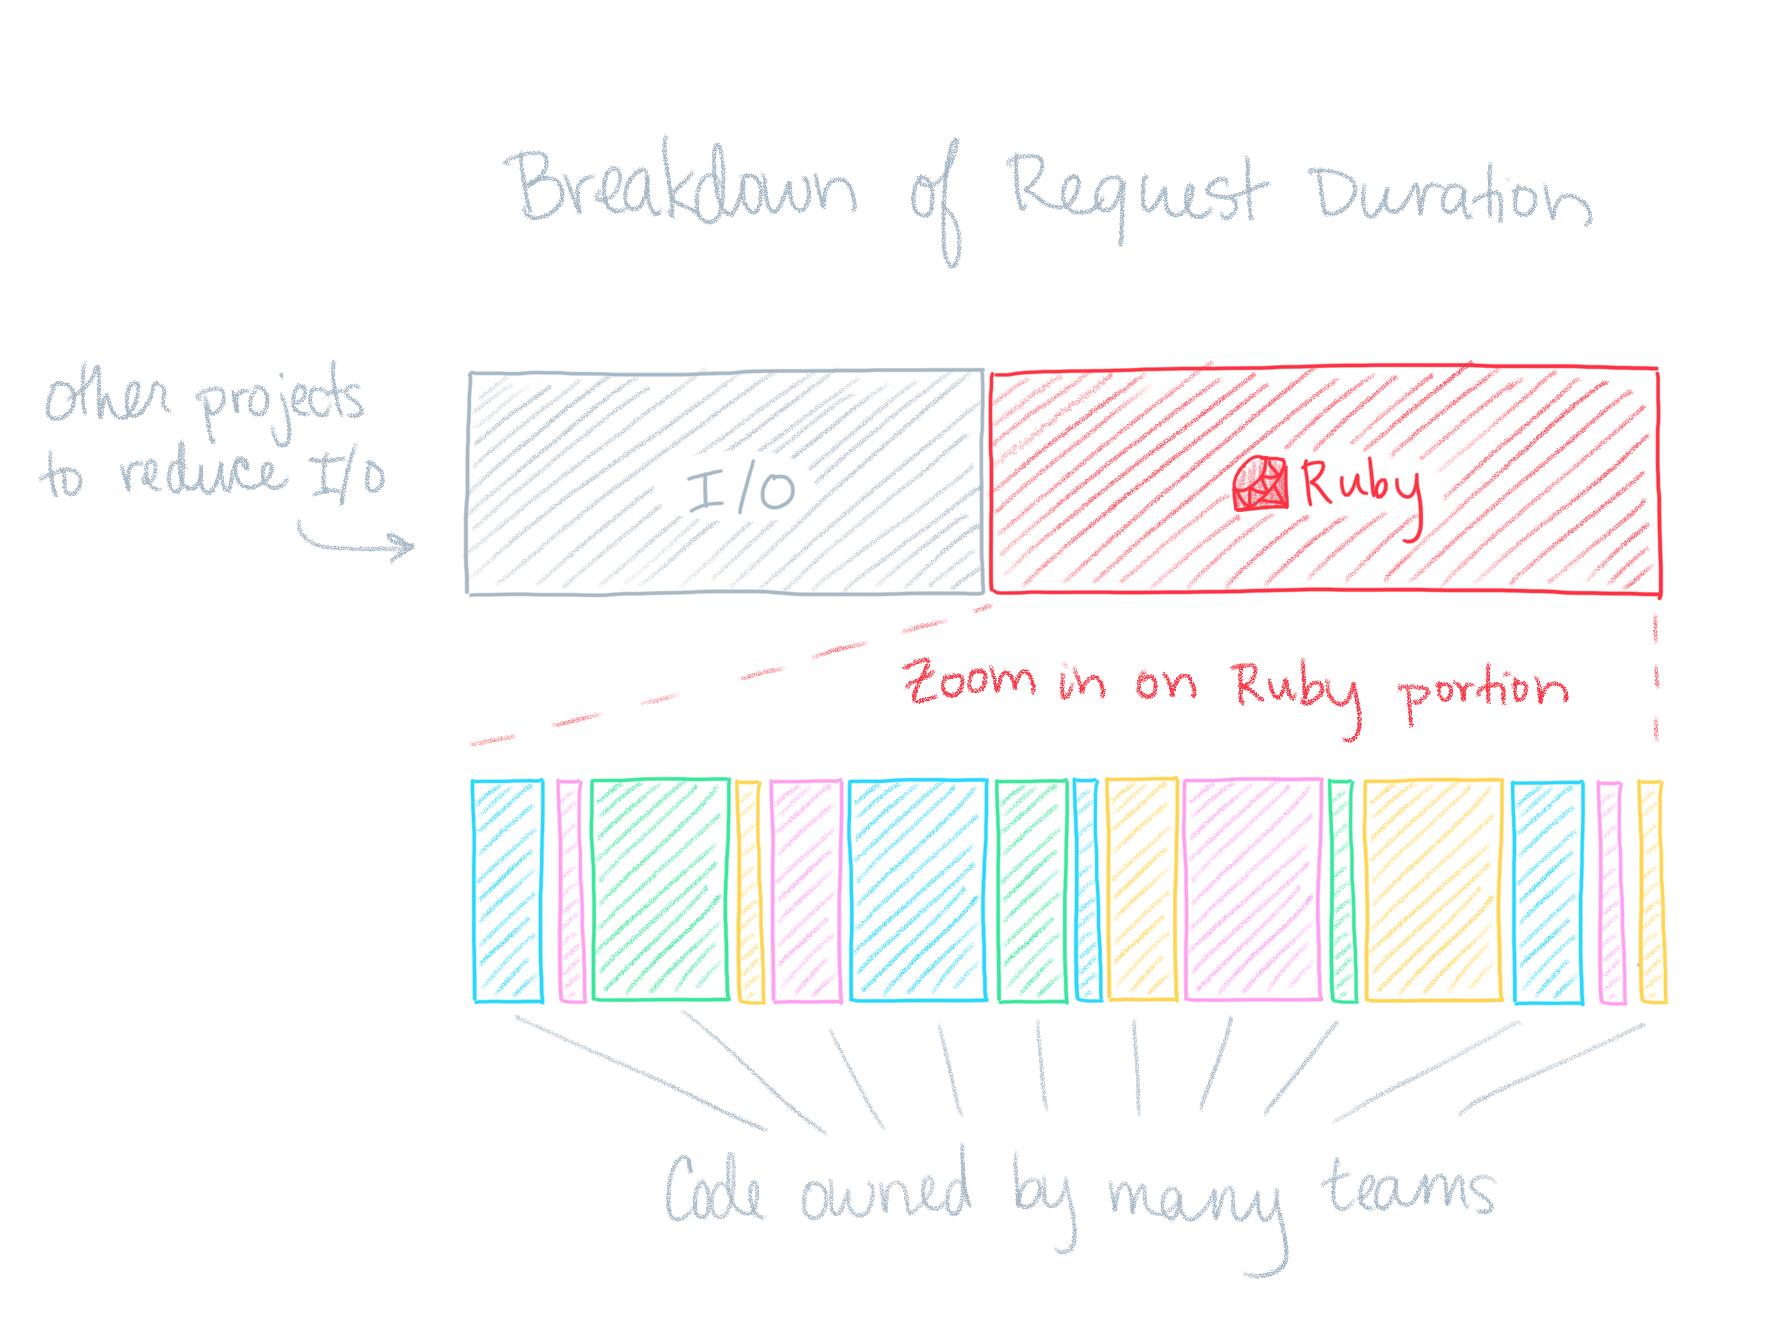 Breakdown of Request Duration
other projects
to reduce I/O
I/O
Ruby
Zoom in on Ruby portion
Code owned by many teams